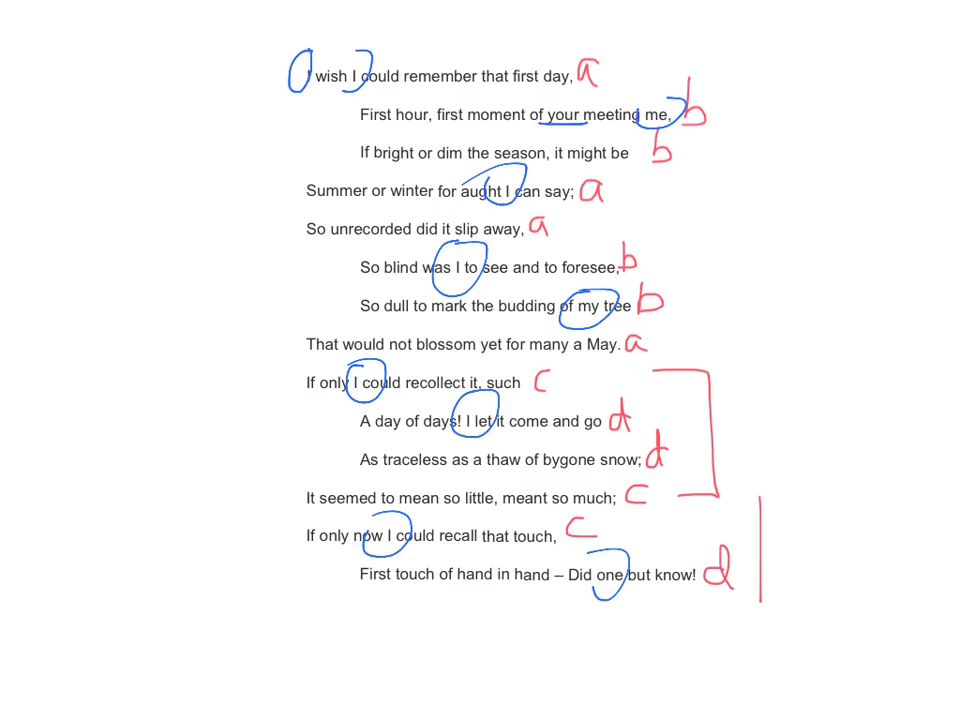 I wish I could remember that first day, a
First hour, first moment of your meeting me, b
If bright or dim the season, it might be b
Summer or winter for aught I can say; a
So unrecorded did it slip away, a
So blind was I to see and to foresee, b
So dull to mark the budding of my tree b
That would not blossom yet for many a May. a
If only I could recollect it, such c
A day of days! I let it come and go d
As traceless as a thaw of bygone snow; d
It seemed to mean so little, meant so much; c
If only now I could recall that touch, c
First touch of hand in hand – Did one but know! d